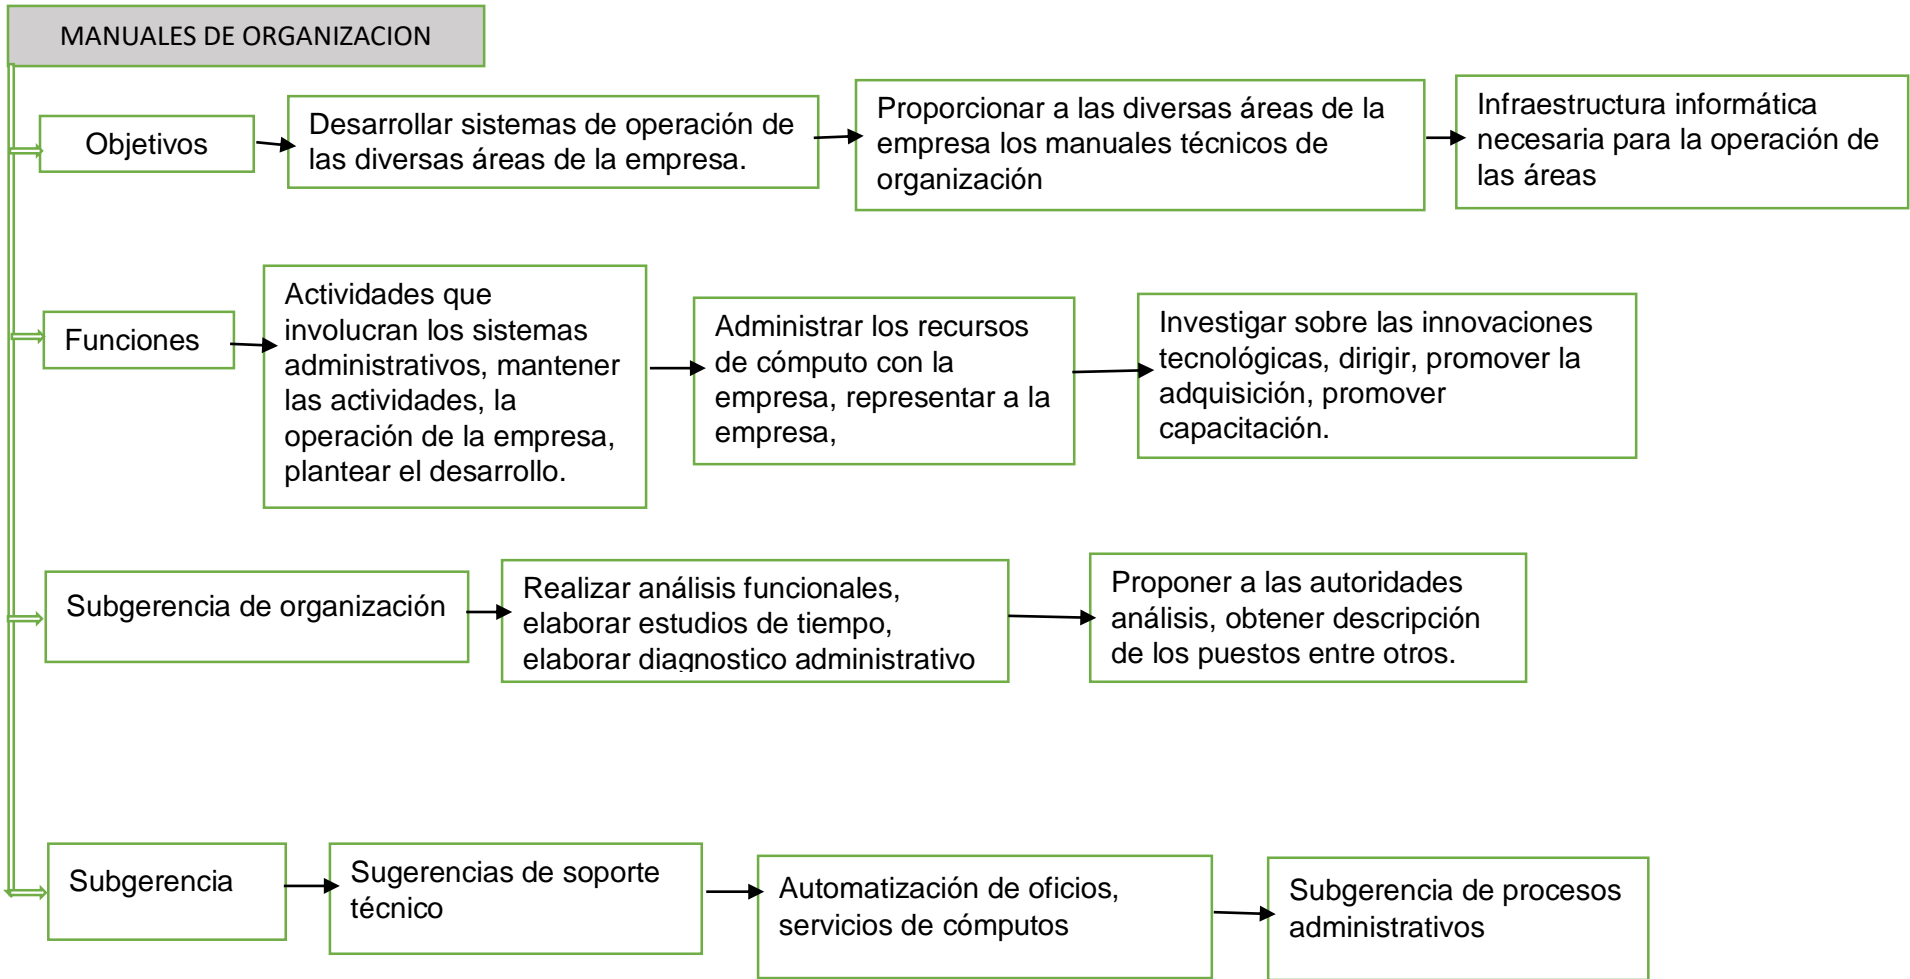 MANUALES DE ORGANIZACION
Objetivos
Desarrollar sistemas de operación de
las diversas áreas de la empresa.
Proporcionar a las diversas áreas de la
empresa los manuales técnicos de
organización
Infraestructura informática
necesaria para la operación de
las áreas
Funciones
Actividades que
involucran los sistemas
administrativos, mantener
las actividades, la
operación de la empresa,
plantear el desarrollo.
Administrar los recursos
de cómputo con la
empresa, representar a la
empresa,
Investigar sobre las innovaciones
tecnológicas, dirigir, promover la
adquisición, promover
capacitación.
Subgerencia de organización
Realizar análisis funcionales,
elaborar estudios de tiempo,
elaborar diagnostico administrativo
Proponer a las autoridades
análisis, obtener descripción
de los puestos entre otros.
Subgerencia
Sugerencias de soporte
técnico
Automatización de oficios,
servicios de cómputos
Subgerencia de procesos
administrativos